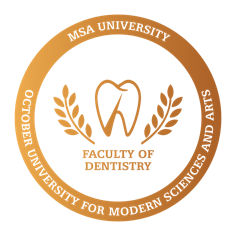 MSA UNIVERSITY
FACULTY OF
DENTISTRY
OCTOBER UNIVERSITY FOR MODERN SCIENCES AND ARTS